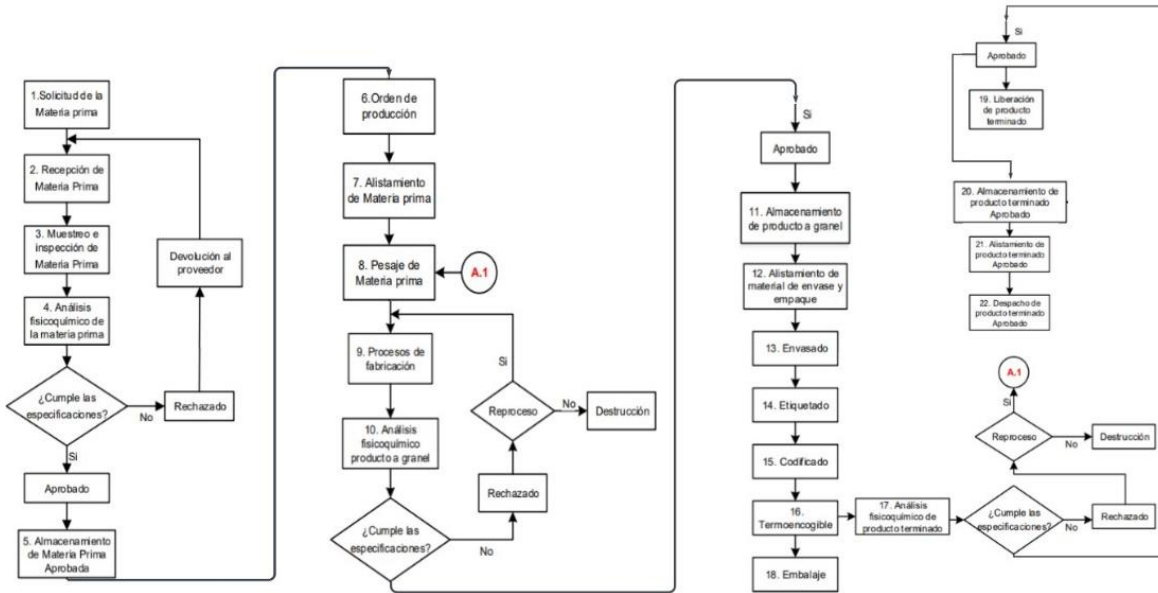 1.Solicitud de la
Materia prima
2. Recepción de
Materia Prima
3. Muestreo e
inspección de
Materia Prima
4. Análisis
fisicoquímico de
la materia prima
¿Cumple las
especificaciones?
No
Rechazado
Devolución al
proveedor
Si
Aprobado
5. Almacenamiento
de Materia Prima
Aprobada
6.Orden de
producción
7. Alistamiento
de Materia prima
8. Pesaje de
Materia prima
A.1
9. Procesos de
fabricación
10. Análisis
fisicoquímico
producto a granel
¿Cumple las
especificaciones?
No
Rechazado
Reproceso
Si
No
Destrucción
Si
Aprobado
11. Almacenamiento
de producto a granel
12. Alistamiento de
material de envase y
empaque
13. Envasado
14. Etiquetado
15. Codificado
16.
Termoencogible
17. Análisis
fisicoquímico de
producto terminado
18. Embalaje
¿Cumple las
especificaciones?
No
Rechazado
Reproceso
No
Destrucción
Si
A.1
Si
Aprobado
19. Liberación
de producto
terminado
20. Almacenamiento de
producto terminado
Aprobado
21. Alistamiento de
producto terminado
Aprobado
22. Despacho de
producto terminado
Aprobado